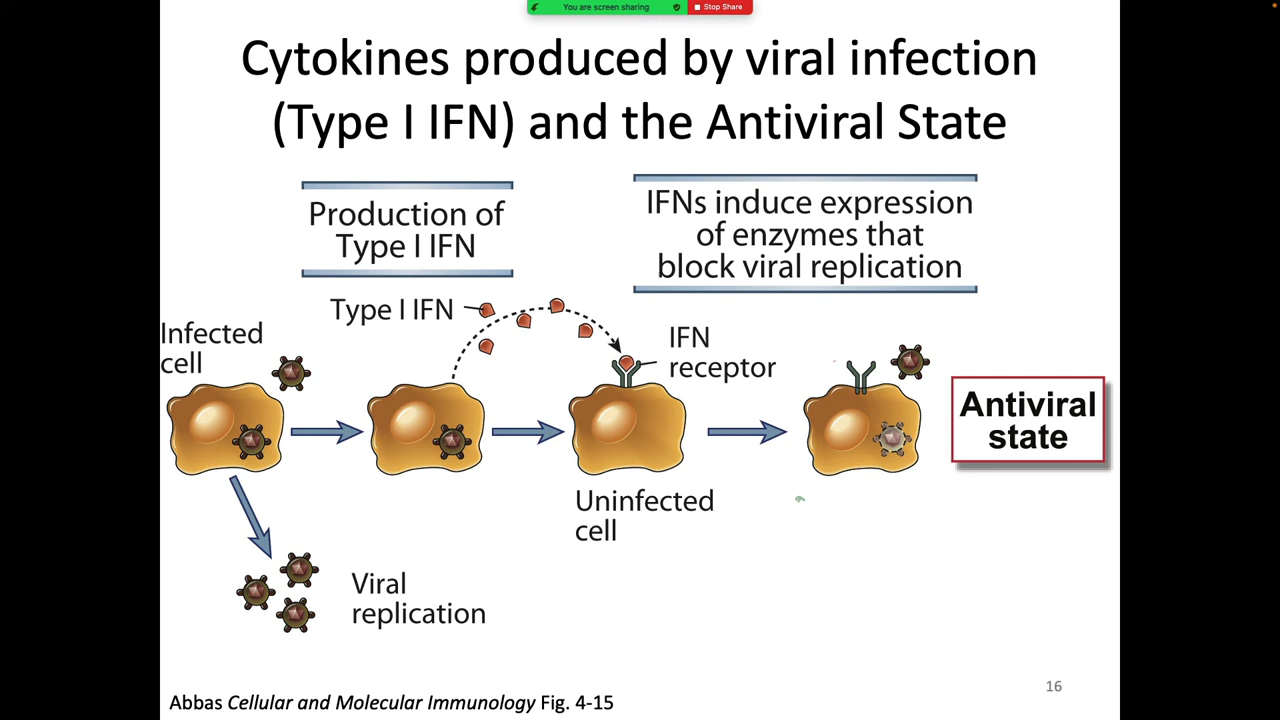 You are screen sharing
Stop Share
Cytokines produced by viral infection
(Type I IFN) and the Antiviral State
Production of
Type I IFN
IFNs induce expression
of enzymes that
block viral replication
Type I IFN
Infected
cell
IFN
receptor
Antiviral
state
Uninfected
cell
Viral
replication
16
Abbas Cellular and Molecular Immunology Fig. 4-15